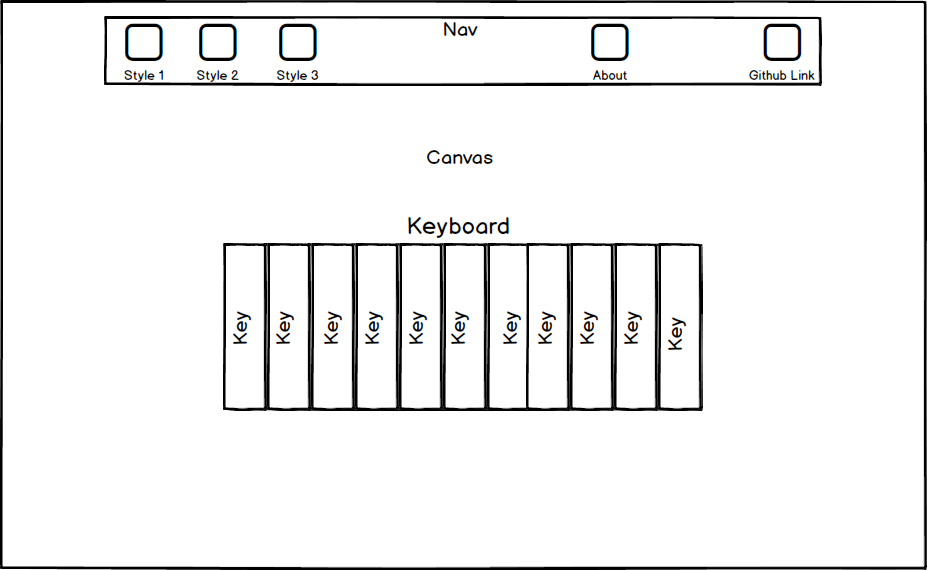 Nav
Style 1
Style 2
Style 3
About
Github Link
Canvas
Keyboard
Key
Key
Key
Key
Key
Key
Key
Key
Key
Key
Key